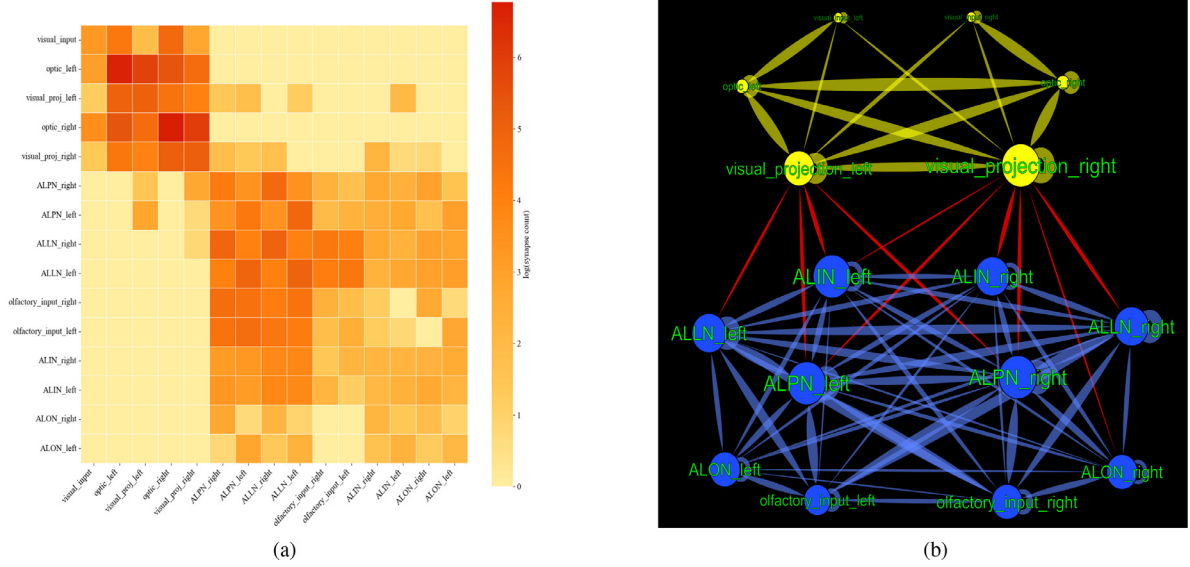 visual_input
optic_left
visual_proj_left
optic_right
visual_proj_right
ALPN_right
ALPN_left
ALLN_right
ALLN_left
olfactory_input_right
olfactory_input_left
ALIN_right
ALIN_left
ALON_right
ALON_left
visual_input
optic_left
visual_proj_left
optic_right
visual_proj_right
ALPN_right
ALPN_left
ALLN_right
ALLN_left
olfactory_input_right
olfactory_input_left
ALIN_right
ALIN_left
ALON_right
ALON_left
6
5
4
3
2
1
0
log(synapse count)
(a)
visual_input_left visual_input_right
optic_left optic_right
visual_projection_left visual_projection_right
ALIN_left ALIN_right
ALLN_left ALLN_right
ALPN_left ALPN_right
ALON_left ALON_right
olfactory_input_left olfactory_input_right
(b)